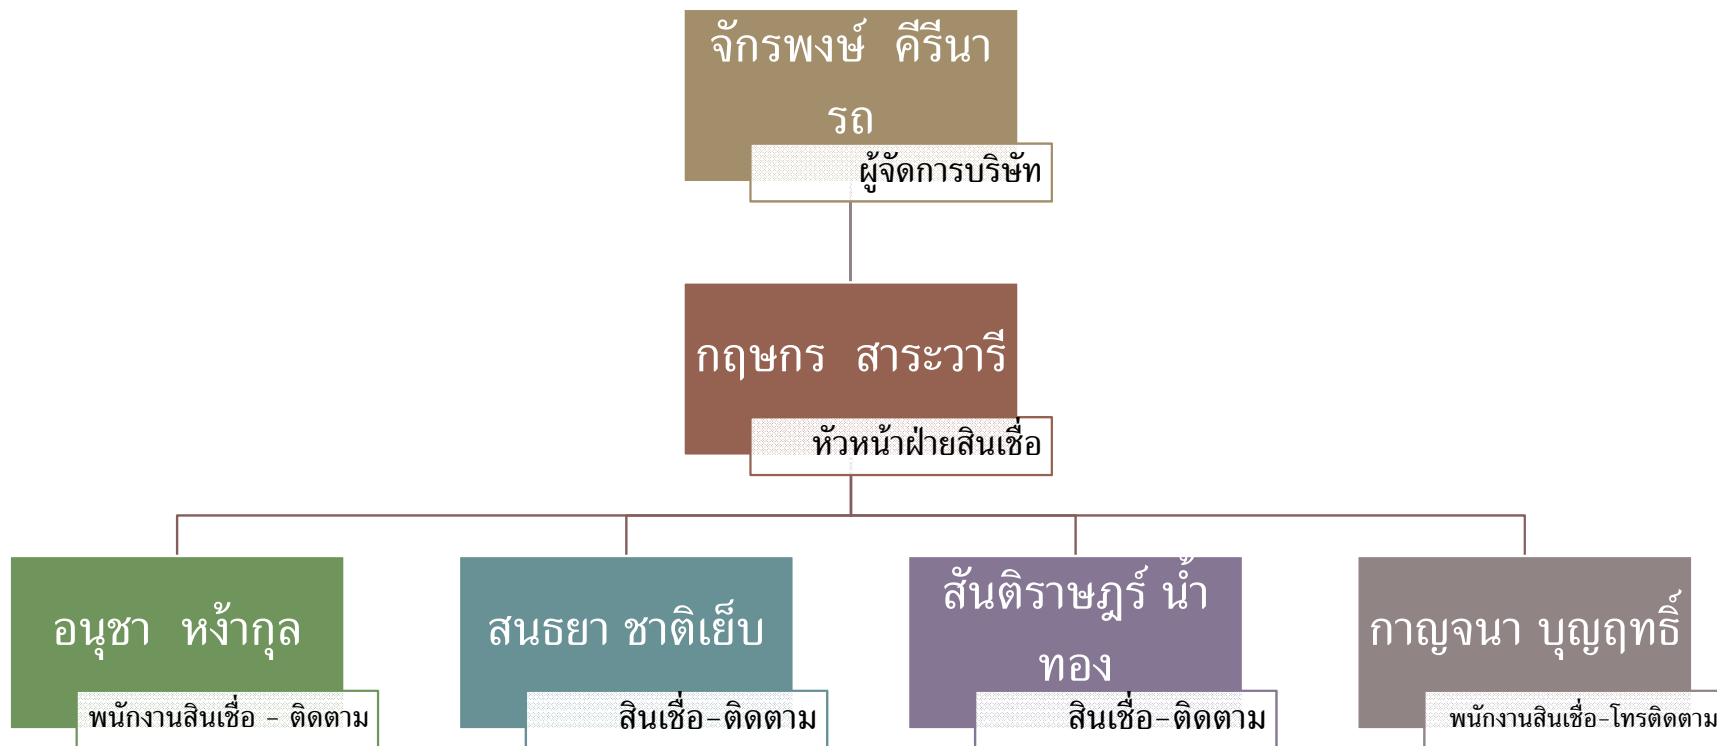 จักรพงษ์  คีรีนา
รถ
ผู้จัดการบริษัท
กฤษกร  สาระวารี
หัวหน้าฝ่ายสินเชื่อ
อนุชา  หง้ากุล
พนักงานสินเชื่อ - ติดตาม
สนธยา ชาติเย็บ
สินเชื่อ-ติดตาม
สันติราษฎร์ น้ำ
ทอง
สินเชื่อ-ติดตาม
กาญจนา บุญฤทธิ์
พนักงานสินเชื่อ-โทรติดตาม